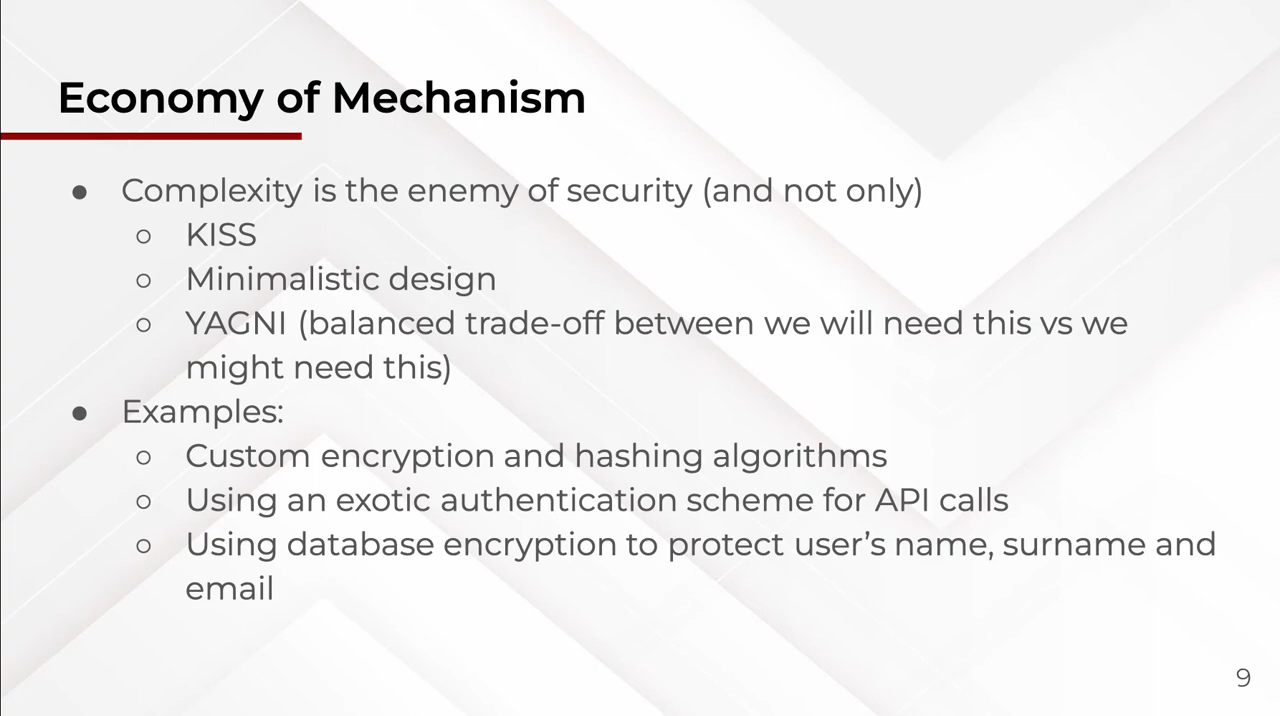 Economy of Mechanism
● Complexity is the enemy of security (and not only)
○ KISS
○ Minimalistic design
○ YAGNI (balanced trade-off between we will need this vs we
might need this)
● Examples:
○ Custom encryption and hashing algorithms
○ Using an exotic authentication scheme for API calls
○ Using database encryption to protect user’s name, surname and
email
9